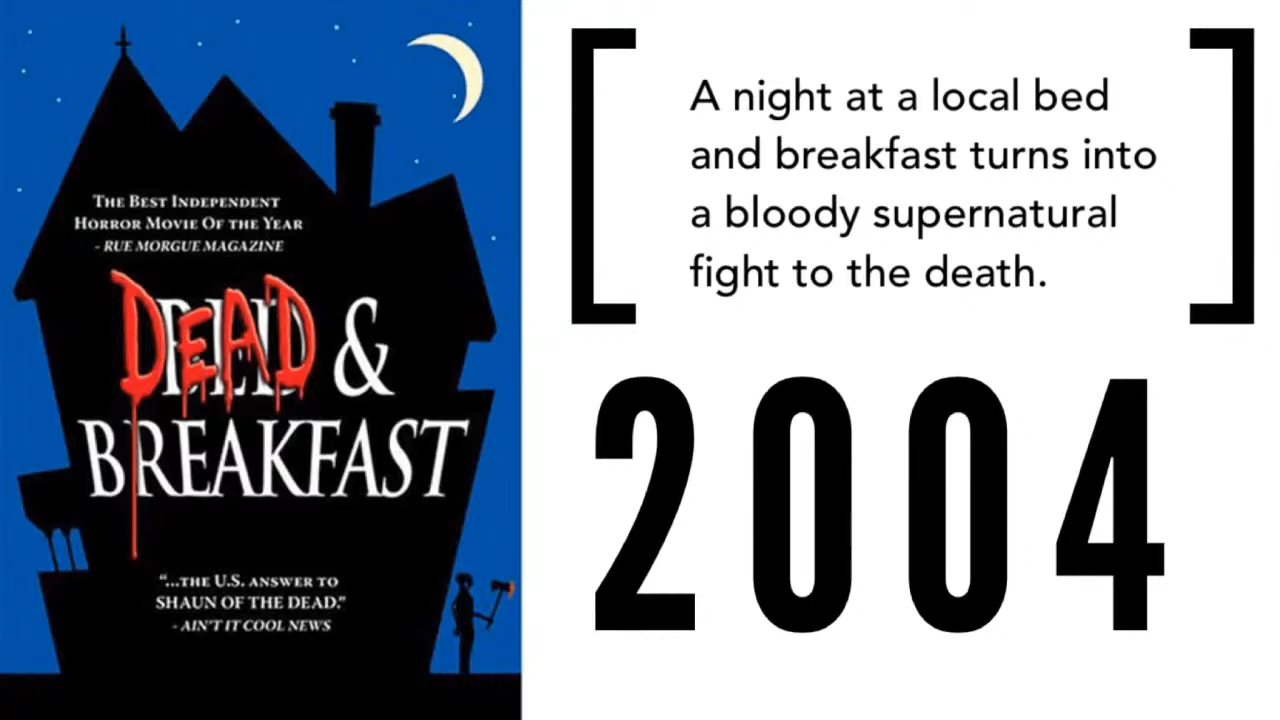 THE BEST INDEPENDENT
HORROR MOVIE OF THE YEAR
- RUE MORGUE MAGAZINE
DEAD &
BREAKFAST
“...THE U.S. ANSWER TO
SHAUN OF THE DEAD.”
- AIN'T IT COOL NEWS
A night at a local bed
and breakfast turns into
a bloody supernatural
fight to the death.
2004